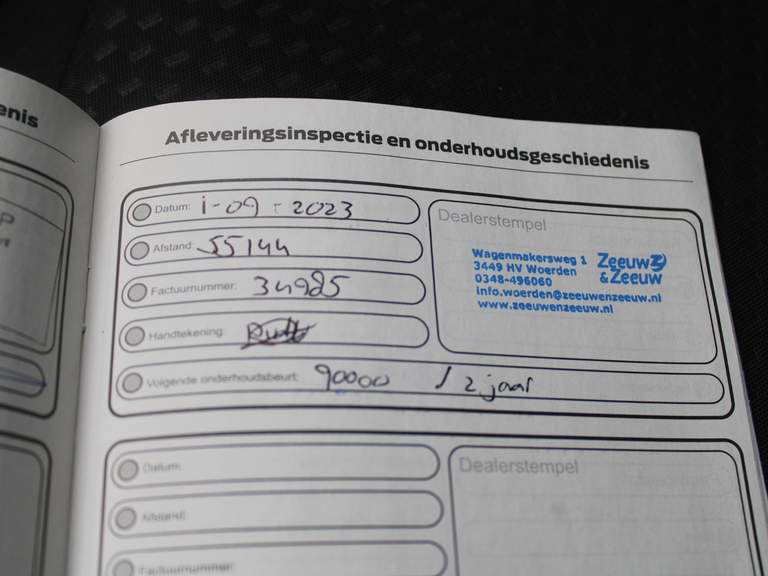 enis
Afleveringsinspectie en onderhoudsgeschiedenis
Datum: 1-09-2023
Afstand: 55144
Factuurnummer: 34985
Handtekening:
Volgende onderhoudsbeurt: 90000 / 2 jaar
Dealerstempel
Wagenmakersweg 1
3449 HV Woerden
0348-496060
info.woerden@zeeuwenzeeuw.nl
www.zeeuwenzeeuw.nl
Zeeuw
& Zeeuw
Datum:
Afstand:
Factuurnummer:
Dealerstempel